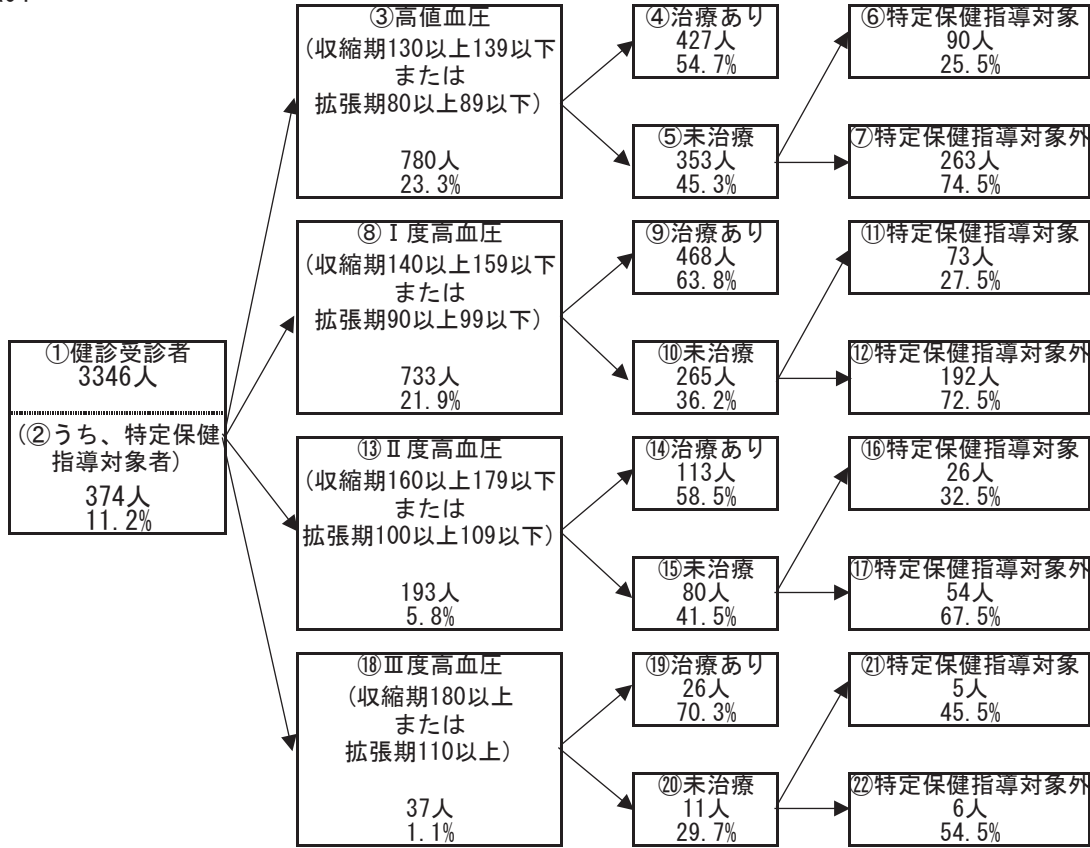 ①健診受診者
3346人
(②うち、特定保健
指導対象者)
374人
11.2%
③高値血圧
(収縮期130以上139以下
または
拡張期80以上89以下)
780人
23.3%
④治療あり
427人
54.7%
⑤未治療
353人
45.3%
⑥特定保健指導対象
90人
25.5%
⑦特定保健指導対象外
263人
74.5%
⑧Ⅰ度高血圧
(収縮期140以上159以下
または
拡張期90以上99以下)
733人
21.9%
⑨治療あり
468人
63.8%
⑩未治療
265人
36.2%
⑪特定保健指導対象
73人
27.5%
⑫特定保健指導対象外
192人
72.5%
⑬Ⅱ度高血圧
(収縮期160以上179以下
または
拡張期100以上109以下)
193人
5.8%
⑭治療あり
113人
58.5%
⑮未治療
80人
41.5%
⑯特定保健指導対象
26人
32.5%
⑰特定保健指導対象外
54人
67.5%
⑱Ⅲ度高血圧
(収縮期180以上
または
拡張期110以上)
37人
1.1%
⑲治療あり
26人
70.3%
⑳未治療
11人
29.7%
㉑特定保健指導対象
5人
45.5%
㉒特定保健指導対象外
6人
54.5%